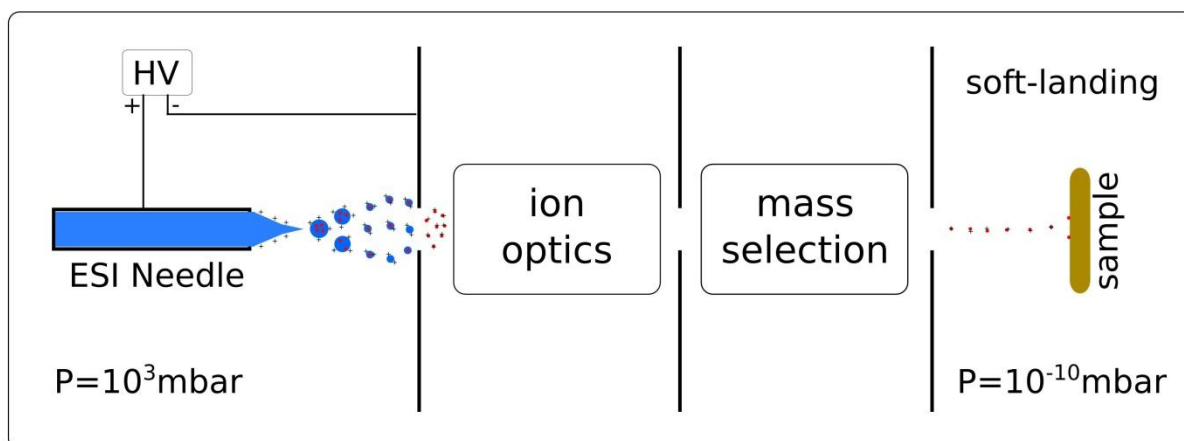 HV
+ -
ESI Needle
P=10³mbar
ion
optics
mass
selection
soft-landing
sample
P=10⁻¹⁰mbar